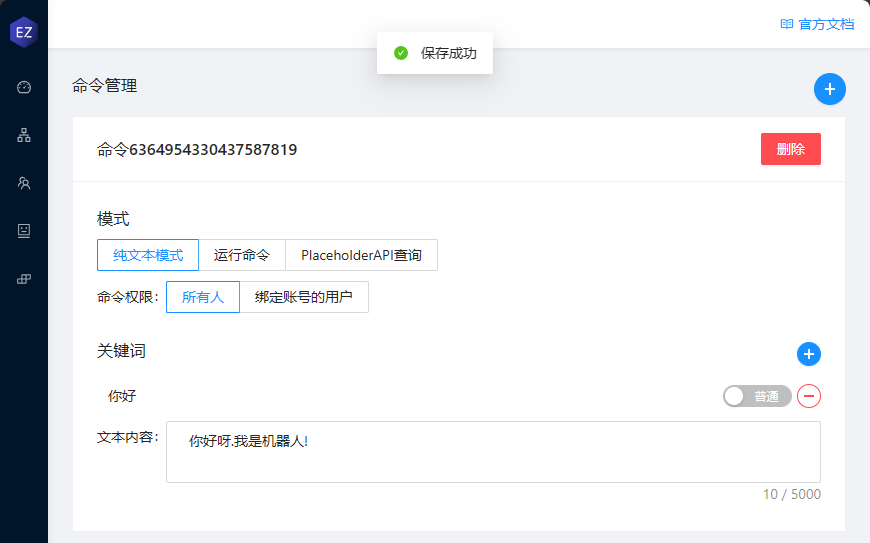 EZ
官方文档
保存成功
命令管理
命令6364954330437587819
删除
模式
纯文本模式 运行命令 PlaceholderAPI查询
命令权限: 所有人 绑定账号的用户
关键词
你好 普通
文本内容: 你好呀.我是机器人!
10 / 5000